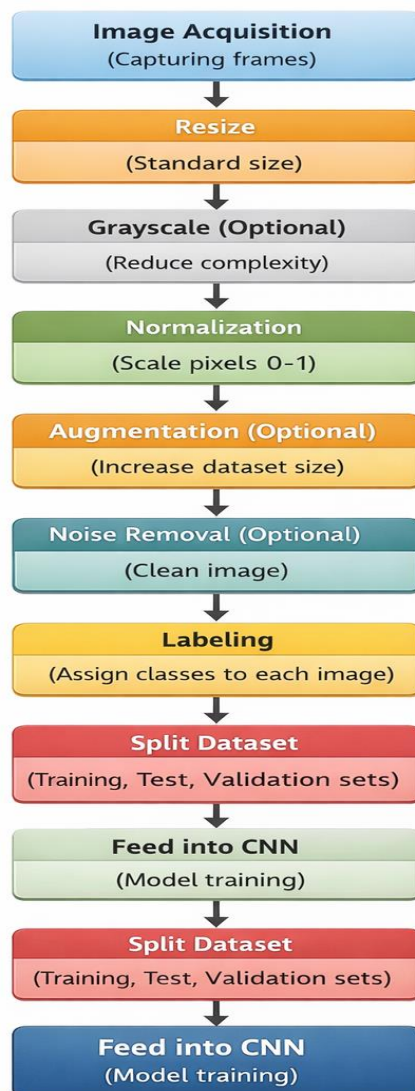 Image Acquisition
(Capturing frames)
Resize
(Standard size)
Grayscale (Optional)
(Reduce complexity)
Normalization
(Scale pixels 0-1)
Augmentation (Optional)
(Increase dataset size)
Noise Removal (Optional)
(Clean image)
Labeling
(Assign classes to each image)
Split Dataset
(Training, Test, Validation sets)
Feed into CNN
(Model training)
Split Dataset
(Training, Test, Validation sets)
Feed into CNN
(Model training)